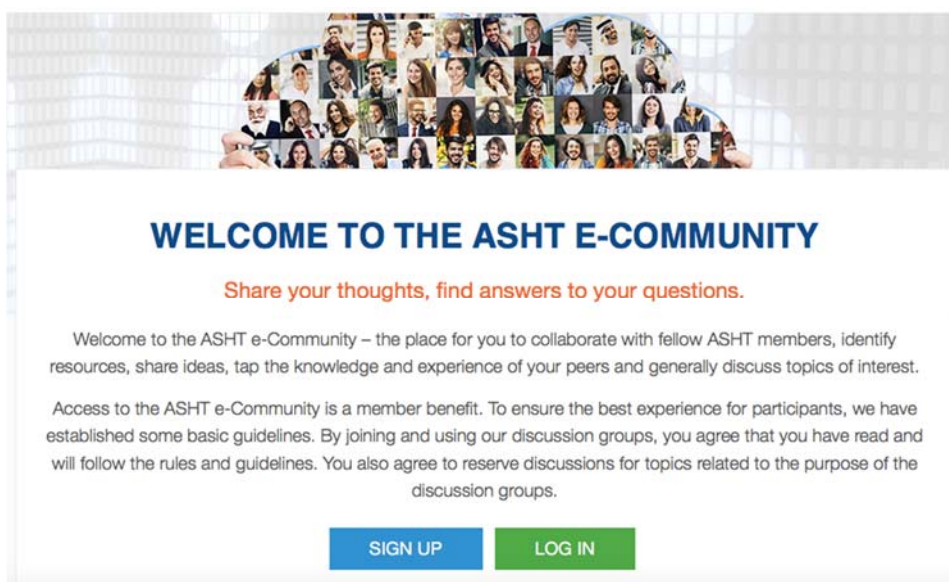 WELCOME TO THE ASHT E-COMMUNITY
Share your thoughts, find answers to your questions.
Welcome to the ASHT e-Community – the place for you to collaborate with fellow ASHT members, identify
resources, share ideas, tap the knowledge and experience of your peers and generally discuss topics of interest.
Access to the ASHT e-Community is a member benefit. To ensure the best experience for participants, we have
established some basic guidelines. By joining and using our discussion groups, you agree that you have read and
will follow the rules and guidelines. You also agree to reserve discussions for topics related to the purpose of the
discussion groups.
SIGN UP
LOG IN